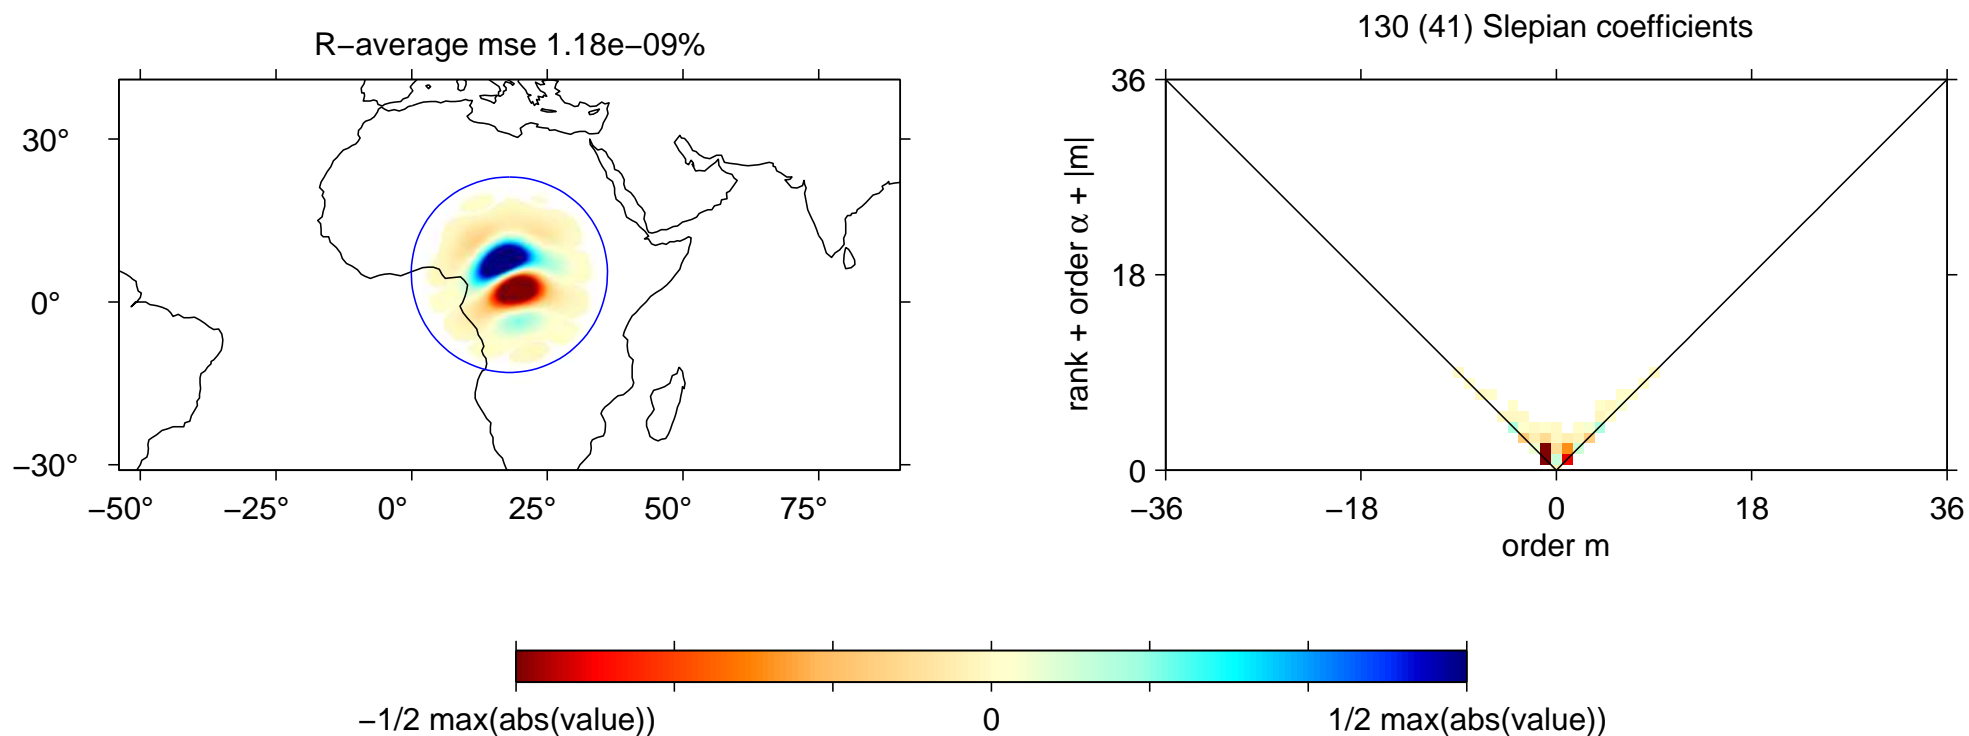 R−average mse 1.18e−09%
30°
0°
−30°
−50° −25° 0° 25° 50° 75°
130 (41) Slepian coefficients
rank + order α + |m|
36
18
0
−36 −18 0 18 36
order m
−1/2 max(abs(value)) 0 1/2 max(abs(value))